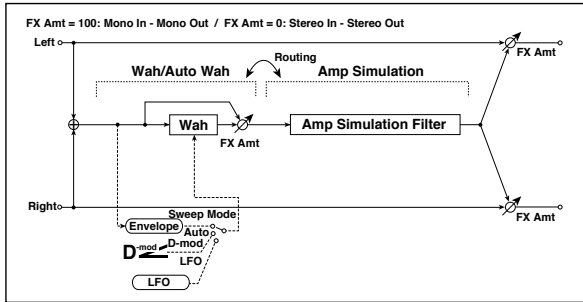 FX Amt = 100: Mono In - Mono Out / FX Amt = 0: Stereo In - Stereo Out
Left
FX Amt
Routing
Wah/Auto Wah
Amp Simulation
Wah
FX Amt
Amp Simulation Filter
Right
FX Amt
Sweep Mode
Envelope
Auto
D-mod
D-mod
LFO
LFO